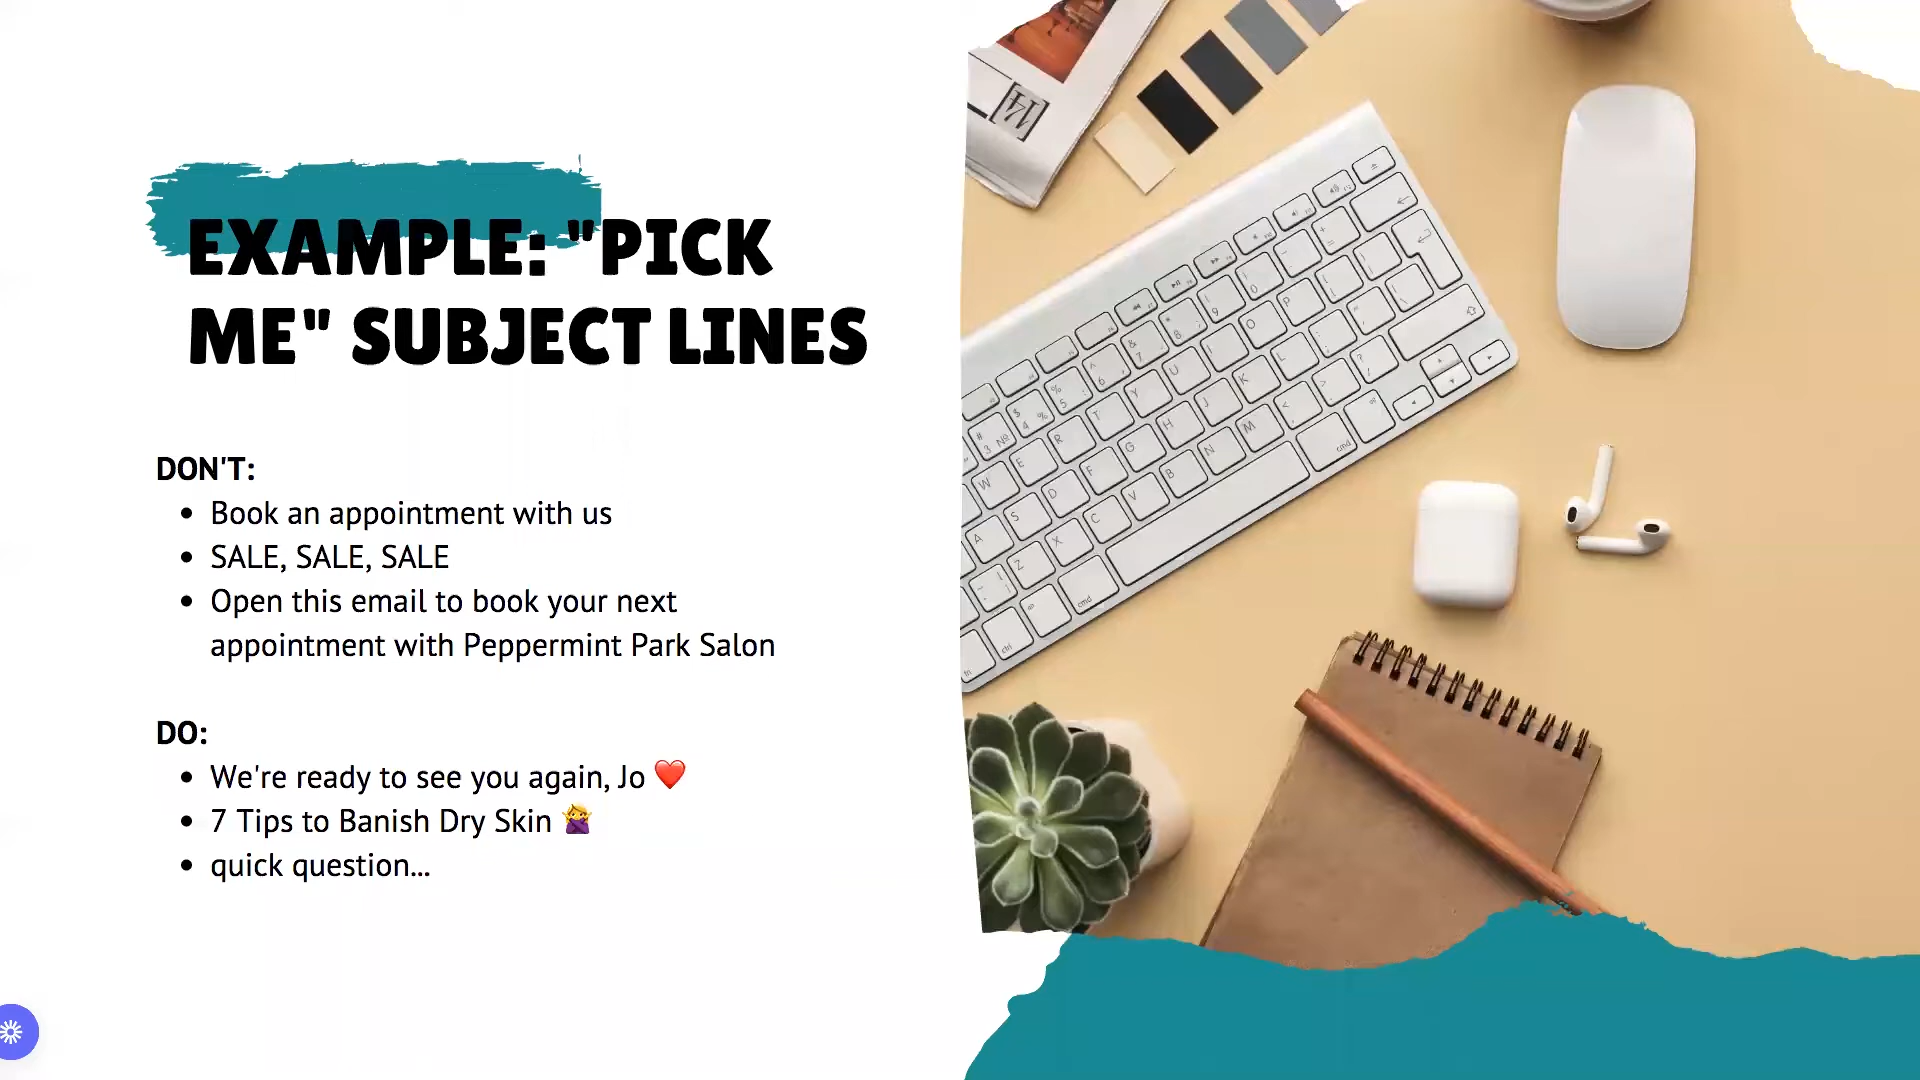 EXAMPLE: "PICK
ME" SUBJECT LINES
DON'T:
• Book an appointment with us
• SALE, SALE, SALE
• Open this email to book your next
appointment with Peppermint Park Salon
DO:
• We're ready to see you again, Jo ❤️
• 7 Tips to Banish Dry Skin 🙅‍♀️
• quick question...